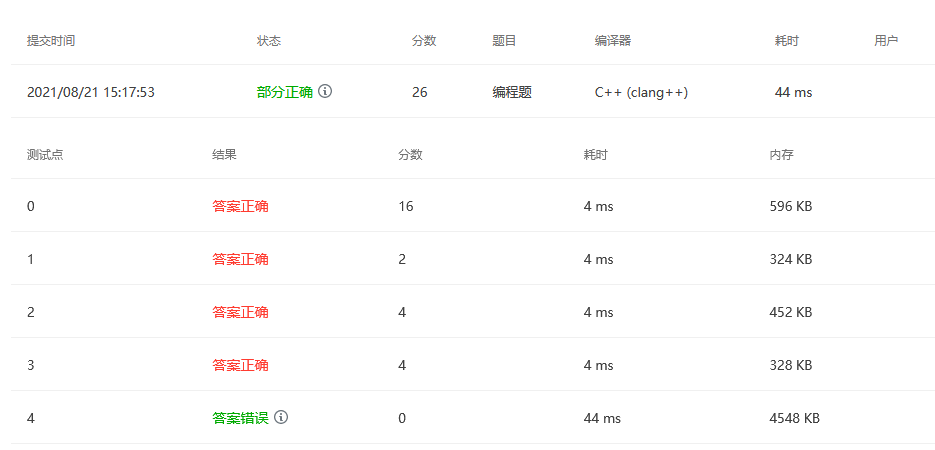 提交时间 状态 分数 题目 编译器 耗时 用户
2021/08/21 15:17:53 部分正确 26 编程题 C++ (clang++) 44 ms
测试点 结果 分数 耗时 内存
0 答案正确 16 4 ms 596 KB
1 答案正确 2 4 ms 324 KB
2 答案正确 4 4 ms 452 KB
3 答案正确 4 4 ms 328 KB
4 答案错误 0 44 ms 4548 KB